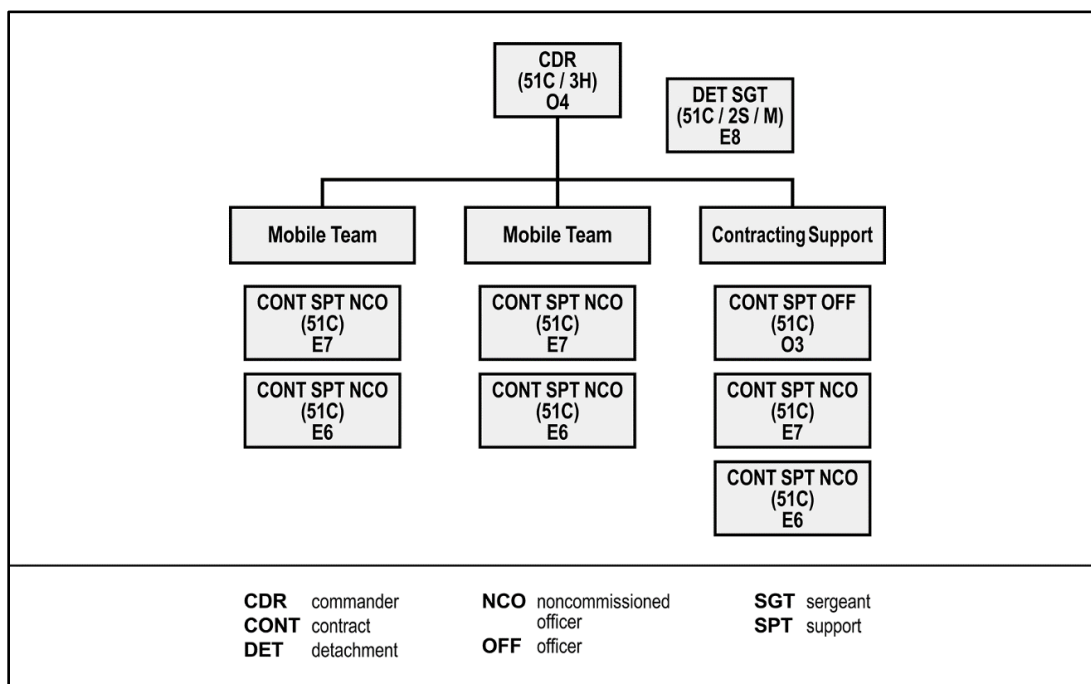 CDR
(51C / 3H)
O4
DET SGT
(51C / 2S / M)
E8
Mobile Team
Mobile Team
Contracting Support
CONT SPT NCO
(51C)
E7
CONT SPT NCO
(51C)
E6
CONT SPT NCO
(51C)
E7
CONT SPT NCO
(51C)
E6
CONT SPT OFF
(51C)
O3
CONT SPT NCO
(51C)
E7
CONT SPT NCO
(51C)
E6
CDR commander
CONT contract
DET detachment
NCO noncommissioned
officer
OFF officer
SGT sergeant
SPT support